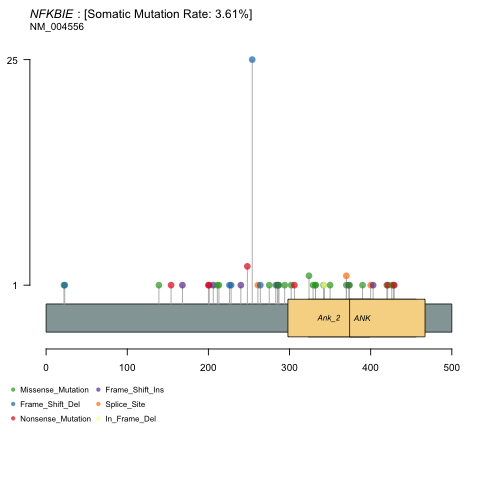 NFKBIE : [Somatic Mutation Rate: 3.61%]
NM_004556
25
1
Ank_2 ANK
0 100 200 300 400 500
Missense_Mutation Frame_Shift_Ins
Frame_Shift_Del Splice_Site
Nonsense_Mutation In_Frame_Del